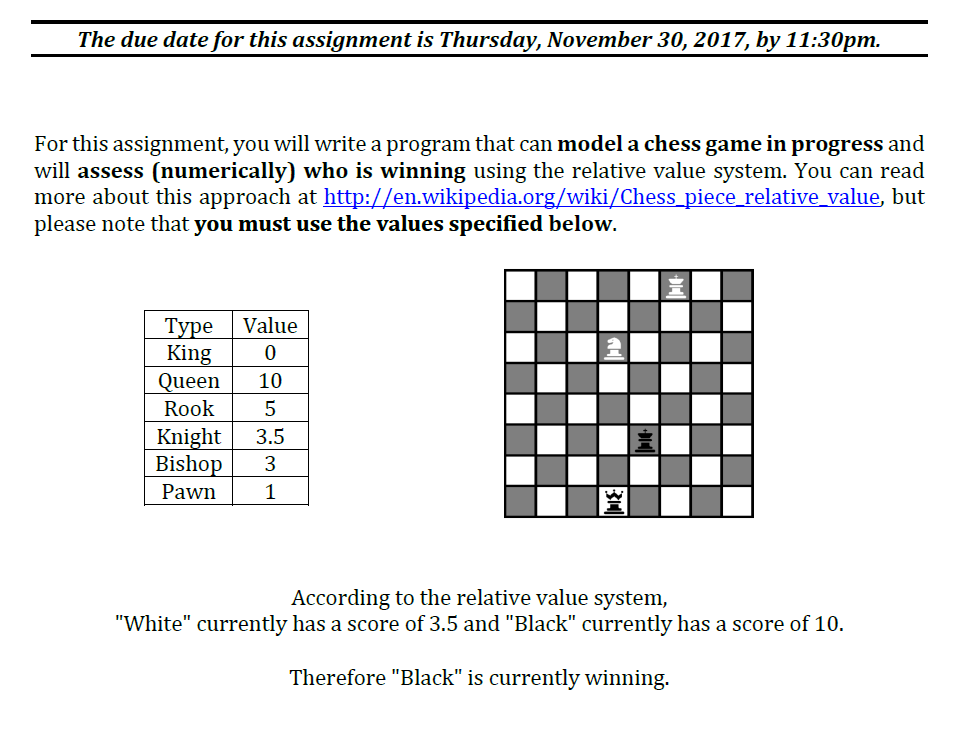 The due date for this assignment is Thursday, November 30, 2017, by 11:30pm.
For this assignment, you will write a program that can model a chess game in progress and
will assess (numerically) who is winning using the relative value system. You can read
more about this approach at http://en.wikipedia.org/wiki/Chess_piece_relative_value, but
please note that you must use the values specified below.
Type Value
King 0
Queen 10
Rook 5
Knight 3.5
Bishop 3
Pawn 1
According to the relative value system,
"White" currently has a score of 3.5 and "Black" currently has a score of 10.
Therefore "Black" is currently winning.